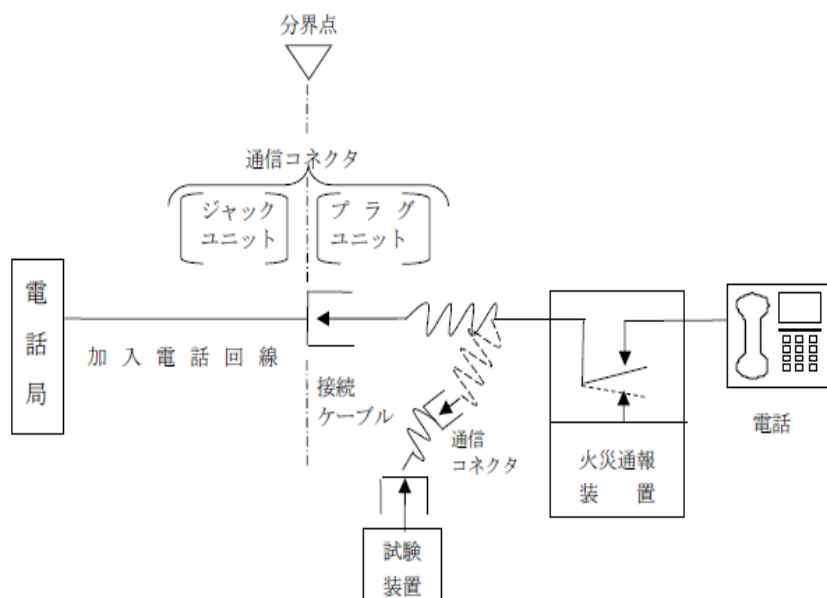 分界点
通信コネクタ
ジャック
ユニット
プラグ
ユニット
電話局
加入電話回線
接続
ケーブル
通信
コネクタ
試験
装置
火災通報
装置
電話